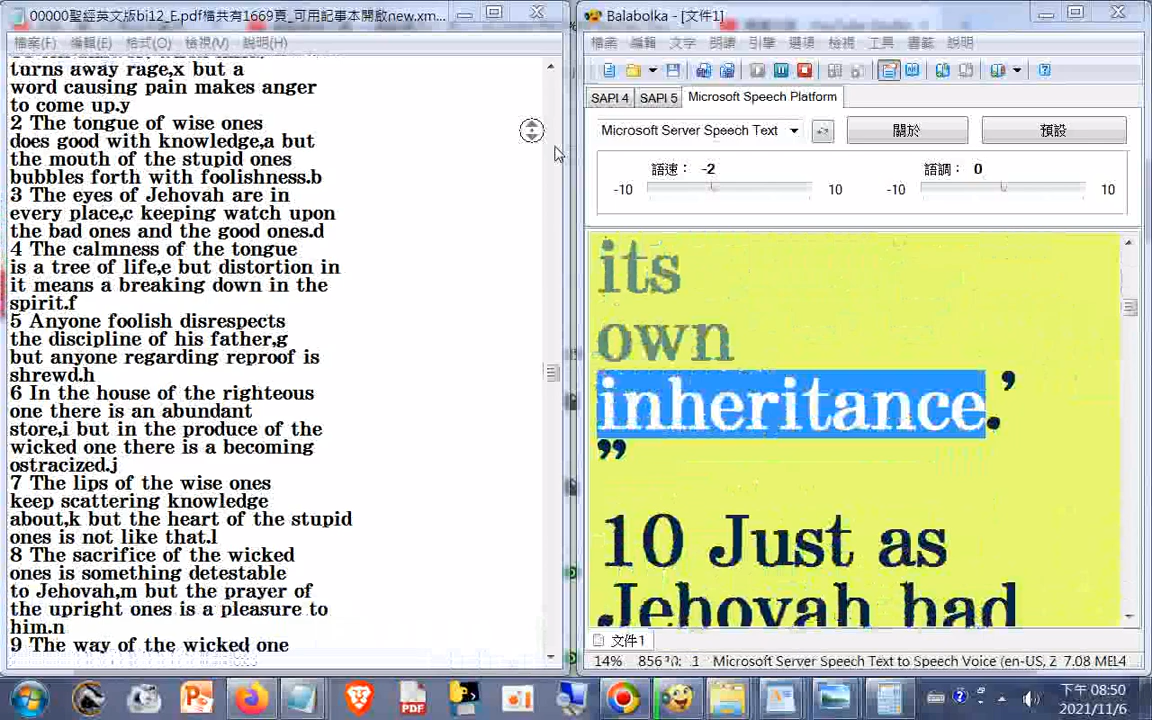 00000聖經英文版bi12_E.pdf檔共有1669頁_可用記事本開啟new.xm...
檔案(F) 編輯(E) 格式(O) 檢視(V) 說明(H)
turns away rage,x but a
word causing pain makes anger
to come up.y
2 The tongue of wise ones
does good with knowledge,a but
the mouth of the stupid ones
bubbles forth with foolishness.b
3 The eyes of Jehovah are in
every place,c keeping watch upon
the bad ones and the good ones.d
4 The calmness of the tongue
is a tree of life,e but distortion in
it means a breaking down in the
spirit.f
5 Anyone foolish disrespects
the discipline of his father,g
but anyone regarding reproof is
shrewd.h
6 In the house of the righteous
one there is an abundant
store,i but in the produce of the
wicked one there is a becoming
ostracized.j
7 The lips of the wise ones
keep scattering knowledge
about,k but the heart of the stupid
ones is not like that.l
8 The sacrifice of the wicked
ones is something detestable
to Jehovah,m but the prayer of
the upright ones is a pleasure to
him.n
9 The way of the wicked one
Balabolka - [文件1]
檔案 編輯 文字 朗讀 引擎 選項 檢視 工具 書籤 說明
SAPI 4 SAPI 5 Microsoft Speech Platform
Microsoft Server Speech Text 關於 預設
語速： -2 語調： 0
-10 10 -10 10
its
own
inheritance.’
”
10 Just as
Jehovah had
文件1
14% Microsoft Server Speech Text to Speech Voice (en-US, Z 7.08 ME
PDF
下午 08:50
2021/11/6